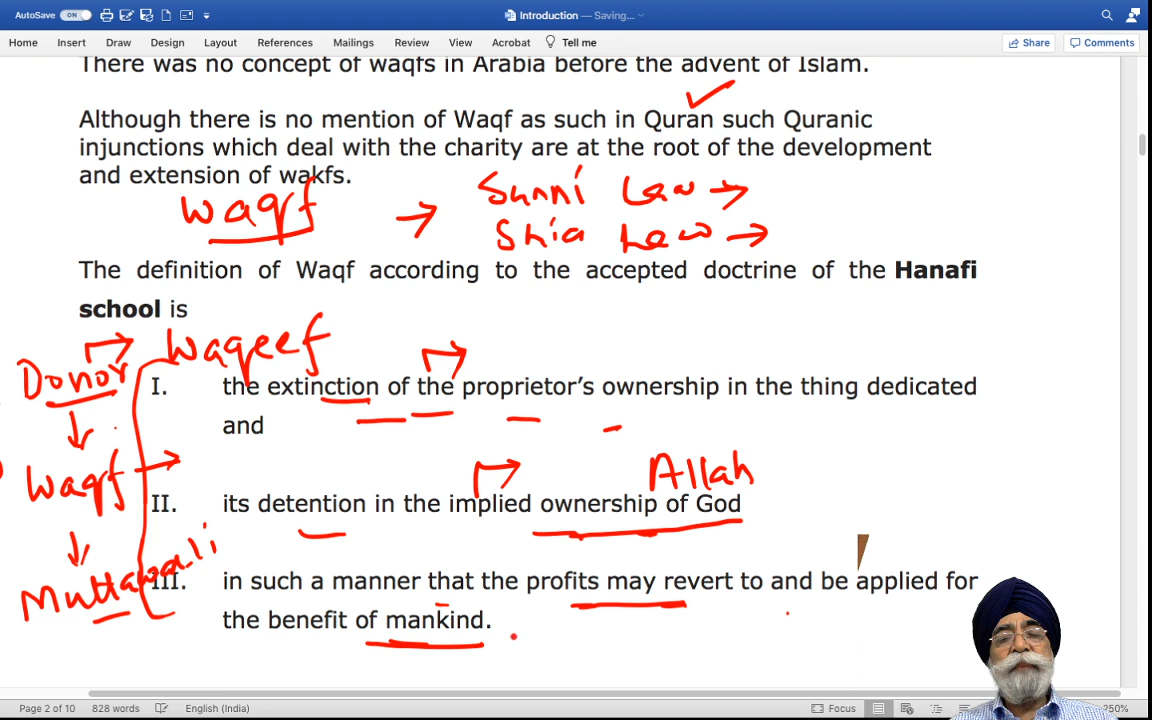 AutoSave ON Introduction — Saving...
Home Insert Draw Design Layout References Mailings Review View Acrobat Tell me Share Comments
There was no concept of waqfs in Arabia before the advent of Islam.
Although there is no mention of Waqf as such in Quran such Quranic
injunctions which deal with the charity are at the root of the development
and extension of wakfs.
waqf → Sunni Law →
Shia Law →
The definition of Waqf according to the accepted doctrine of the Hanafi
school is
Waqeef
Donor
I. the extinction of the proprietor's ownership in the thing dedicated
and
Allah
Waqf
II. its detention in the implied ownership of God
Muttawali
III. in such a manner that the profits may revert to and be applied for
the benefit of mankind.
Page 2 of 10 828 words English (India) Focus 250%